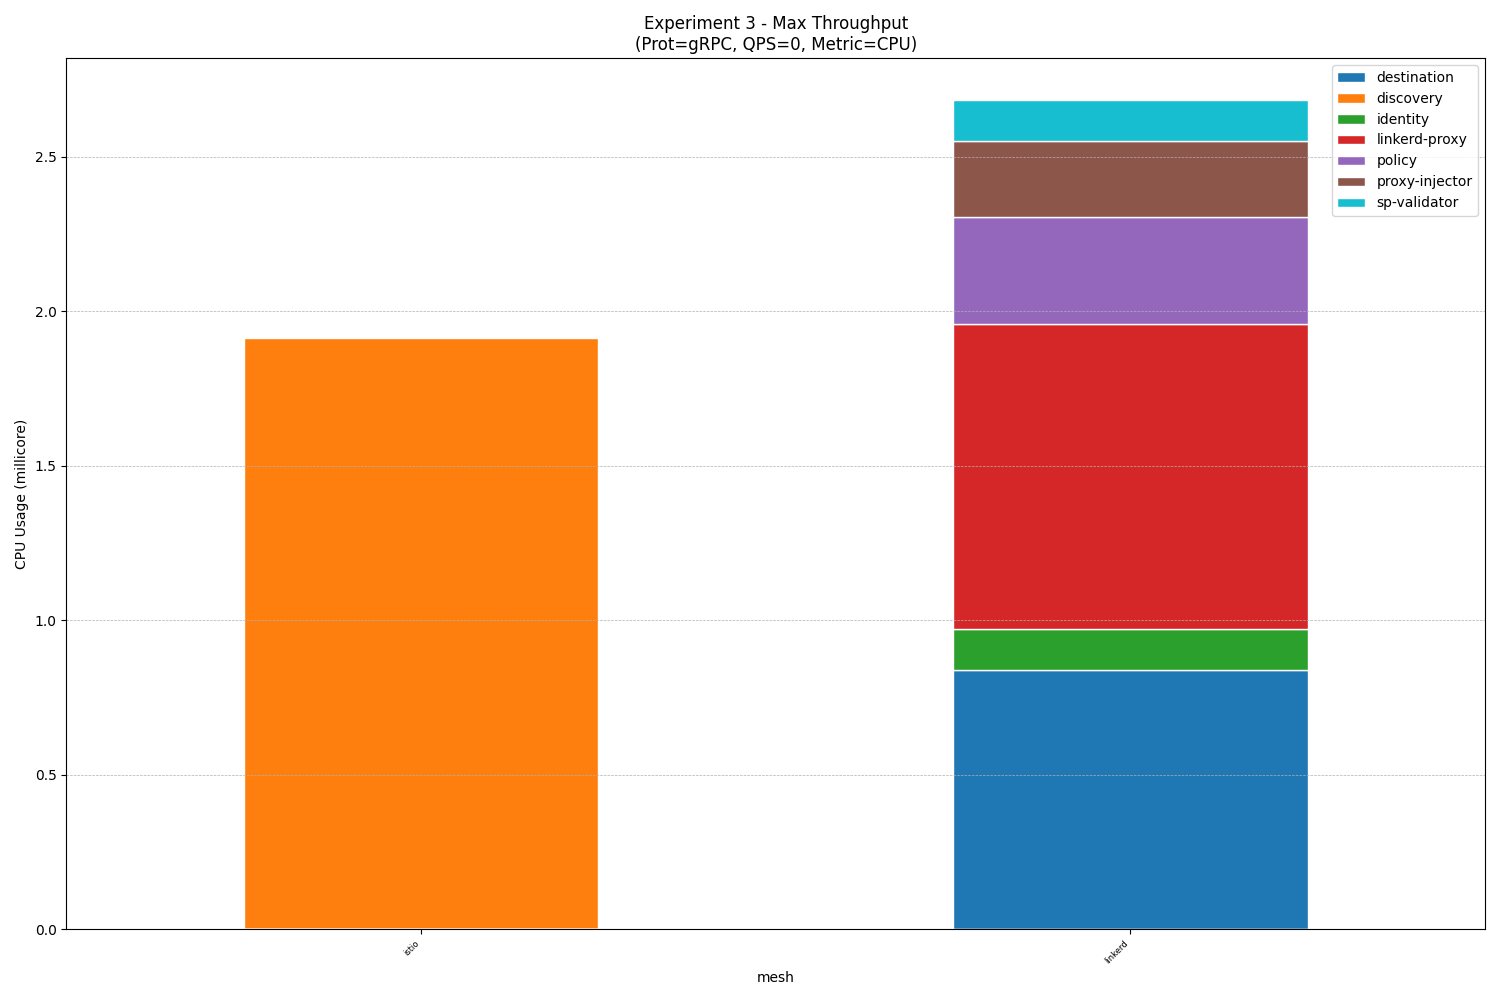 Experiment 3 - Max Throughput
(Prot=gRPC, QPS=0, Metric=CPU)
destination
discovery
identity
linkerd-proxy
policy
proxy-injector
sp-validator
CPU Usage (millicore)
2.5
2.0
1.5
1.0
0.5
0.0
istio
linkerd
mesh